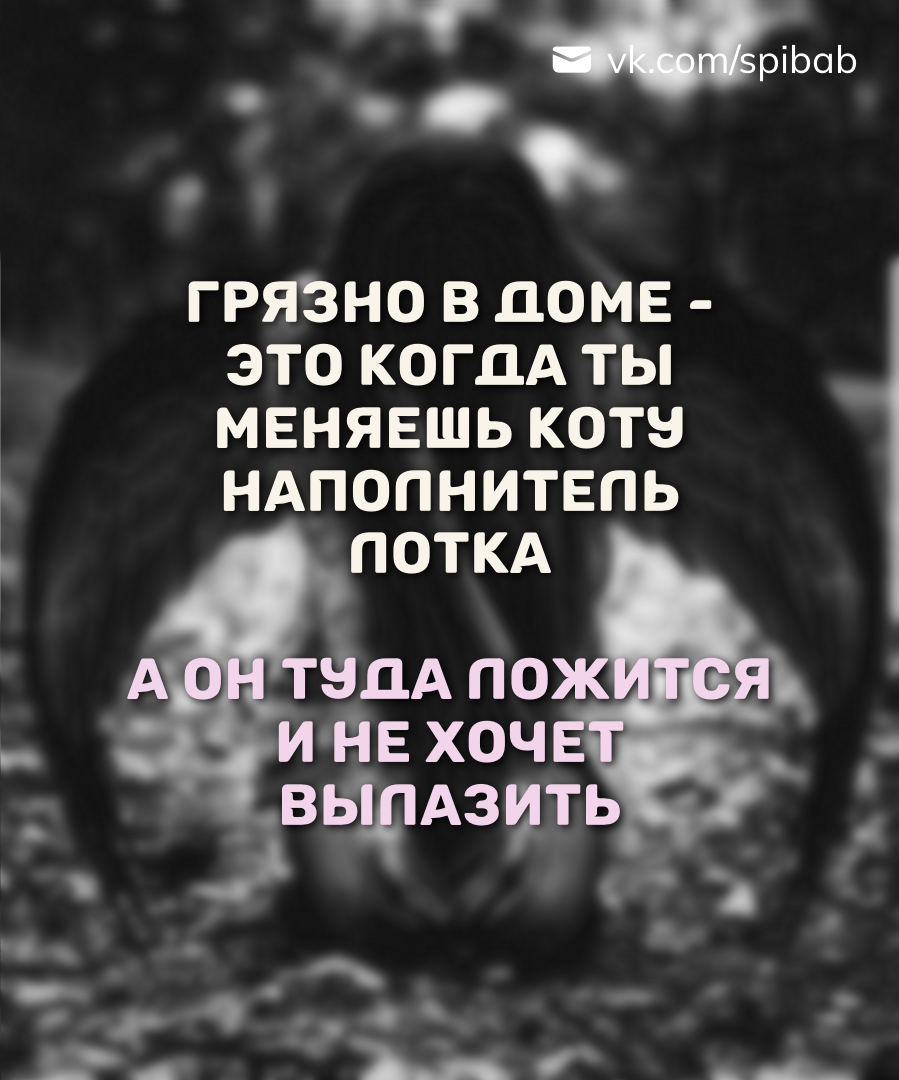 vk.com/spibab
ГРЯЗНО В ДОМЕ -
ЭТО КОГДА ТЫ
МЕНЯЕШЬ КОТУ
НАПОЛНИТЕЛЬ
ЛОТКА
А ОН ТУДА ЛОЖИТСЯ
И НЕ ХОЧЕТ
ВЫЛАЗИТЬ